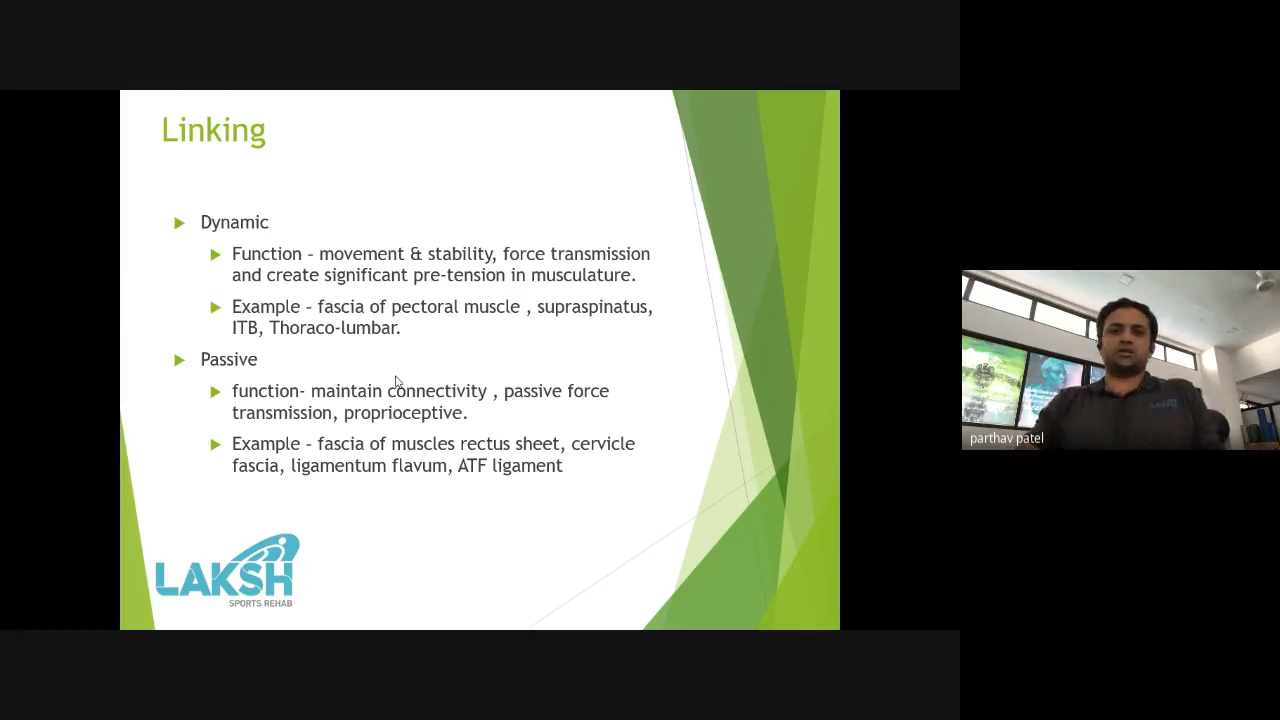 Linking
Dynamic
Function – movement & stability, force transmission
and create significant pre-tension in musculature.
Example – fascia of pectoral muscle , supraspinatus,
ITB, Thoraco-lumbar.
Passive
function- maintain connectivity , passive force
transmission, proprioceptive.
Example – fascia of muscles rectus sheet, cervicle
fascia, ligamentum flavum, ATF ligament
LAKSH
SPORTS REHAB
parthav patel